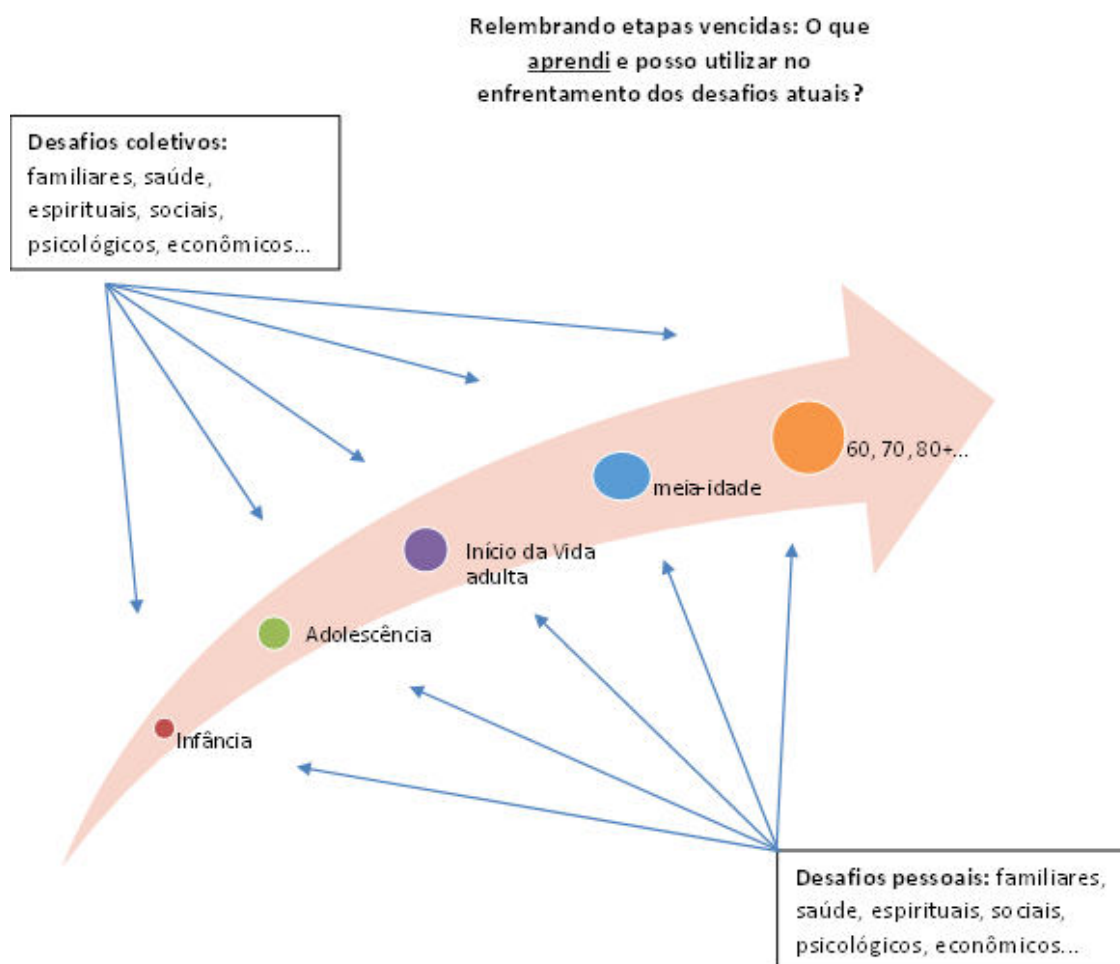 Relembrando etapas vencidas: O que
aprendi e posso utilizar no
enfrentamento dos desafios atuais?
Desafios coletivos:
familiares, saúde,
espirituais, sociais,
psicológicos, econômicos...
60, 70, 80+...
meia-idade
Início da Vida
adulta
Adolescência
Infância
Desafios pessoais: familiares,
saúde, espirituais, sociais,
psicológicos, econômicos...